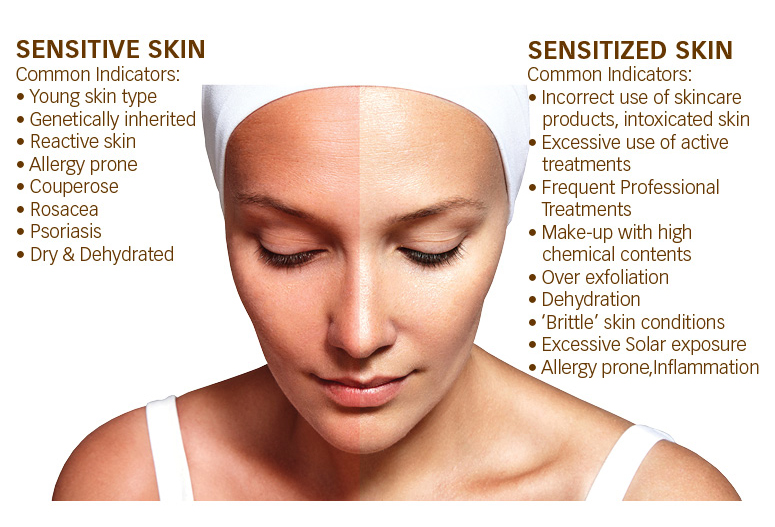 SENSITIVE SKIN
Common Indicators:
• Young skin type
• Genetically inherited
• Reactive skin
• Allergy prone
• Couperose
• Rosacea
• Psoriasis
• Dry & Dehydrated
SENSITIZED SKIN
Common Indicators:
• Incorrect use of skincare
products, intoxicated skin
• Excessive use of active
treatments
• Frequent Professional
Treatments
• Make-up with high
chemical contents
• Over exfoliation
• Dehydration
• ‘Brittle’ skin conditions
• Excessive Solar exposure
• Allergy prone,Inflammation